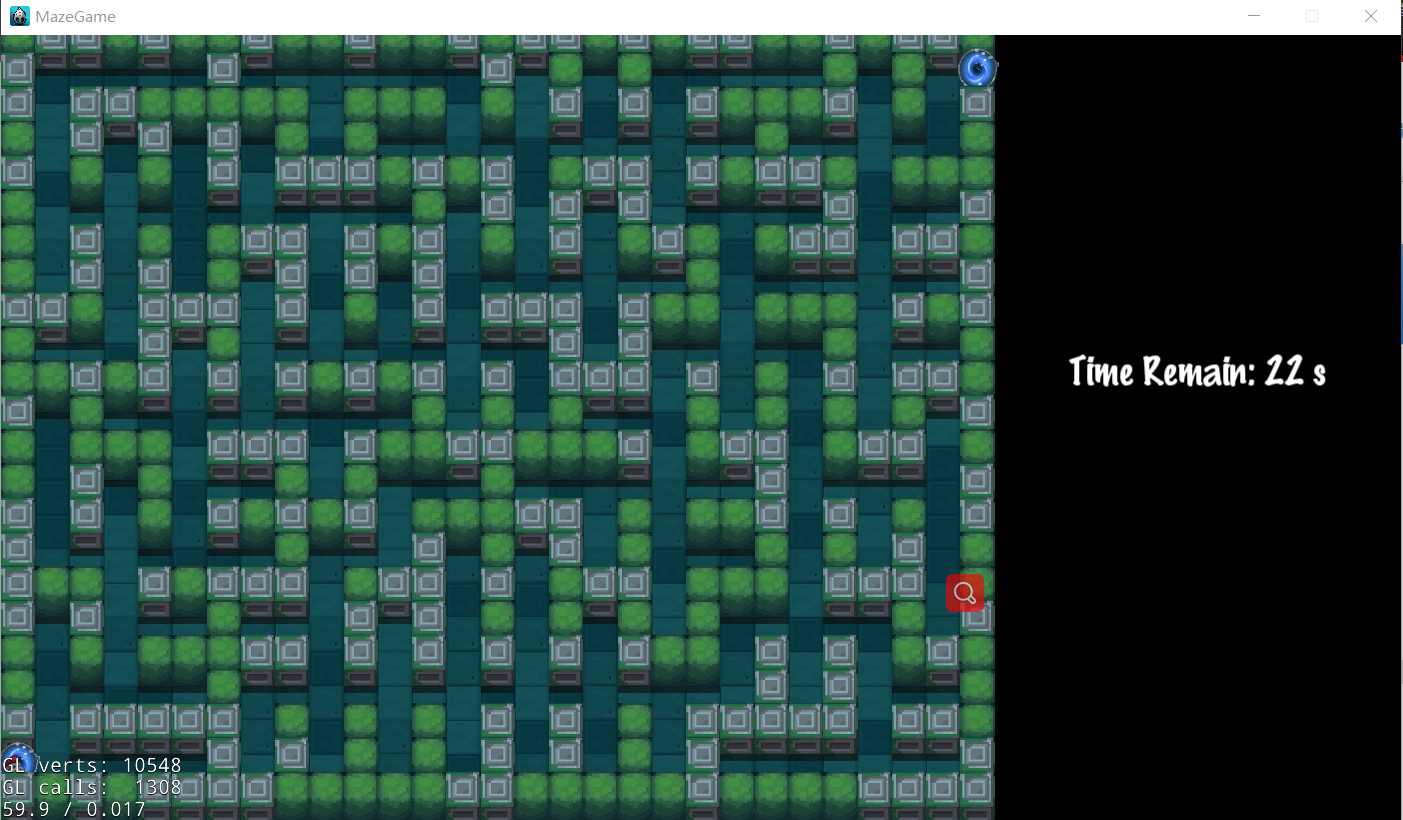 MazeGame
Time Remain: 22 s
GL verts: 10548
GL calls: 1308
59.9 / 0.017